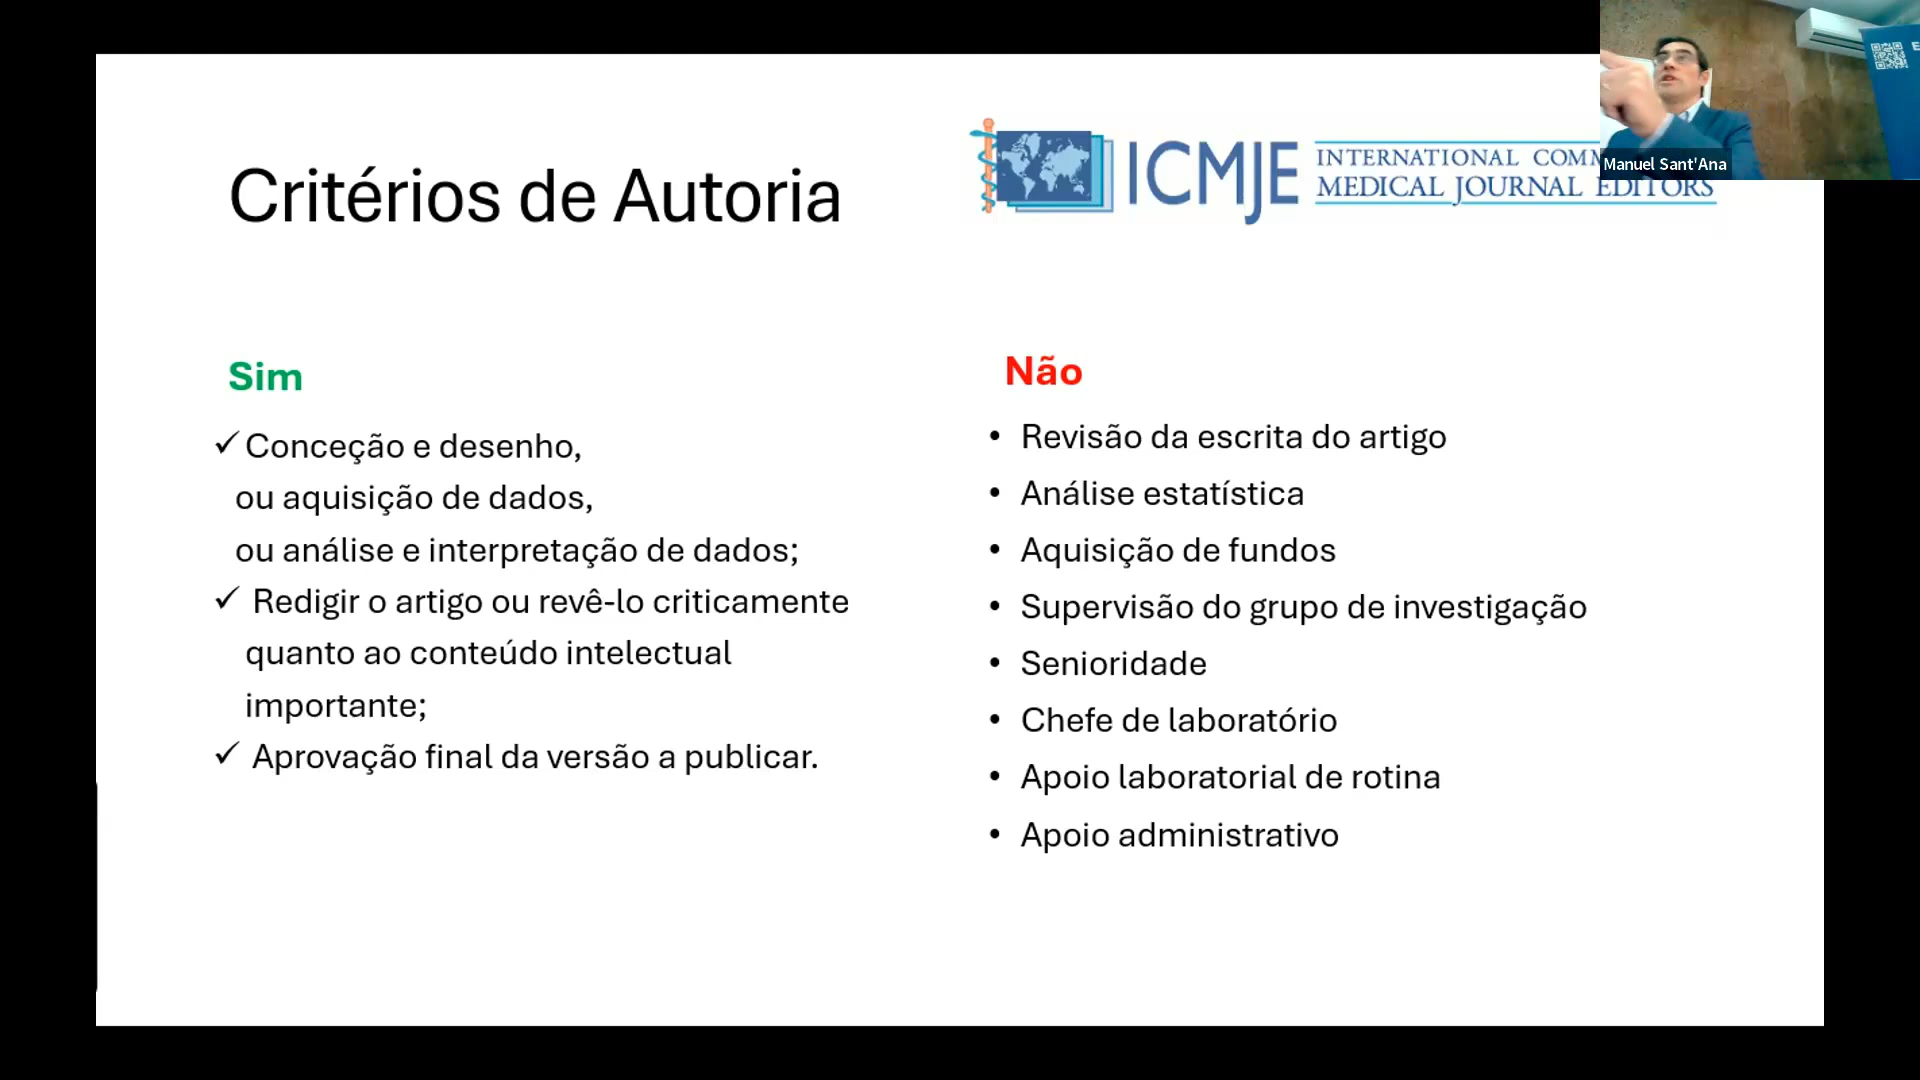 Critérios de Autoria
ICMJE
INTERNATIONAL COMM
MEDICAL JOURNAL EDITORS
Manuel Sant'Ana
E
Sim
✓ Conceção e desenho,
ou aquisição de dados,
ou análise e interpretação de dados;
✓ Redigir o artigo ou revê-lo criticamente
quanto ao conteúdo intelectual
importante;
✓ Aprovação final da versão a publicar.
Não
• Revisão da escrita do artigo
• Análise estatística
• Aquisição de fundos
• Supervisão do grupo de investigação
• Senioridade
• Chefe de laboratório
• Apoio laboratorial de rotina
• Apoio administrativo